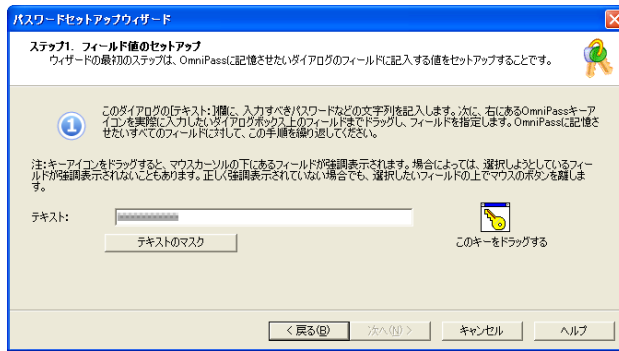 パスワードセットアップウィザード
ステップ1. フィールド値のセットアップ
ウィザードの最初のステップは、OmniPassに記憶させたいダイアログのフィールドに記入する値をセットアップすることです。
このダイアログの[テキスト:]欄に、入力すべきパスワードなどの文字列を記入します。次に、右にあるOmniPassキーア
イコンを実際に入力したいダイアログボックス上のフィールドまでドラッグし、フィールドを指定します。OmniPassに記憶さ
せたいすべてのフィールドに対して、この手順を繰り返してください。
注:キーアイコンをドラッグすると、マウスカーソルの下にあるフィールドが強調表示されます。場合によっては、選択しようとしているフィー
ルドが強調表示されないこともあります。正しく強調表示されていない場合でも、選択したいフィールドの上でマウスのボタンを離しま
す。
テキスト:
テキストのマスク
このキーをドラッグする
< 戻る(B)
次へ(N) >
キャンセル
ヘルプ